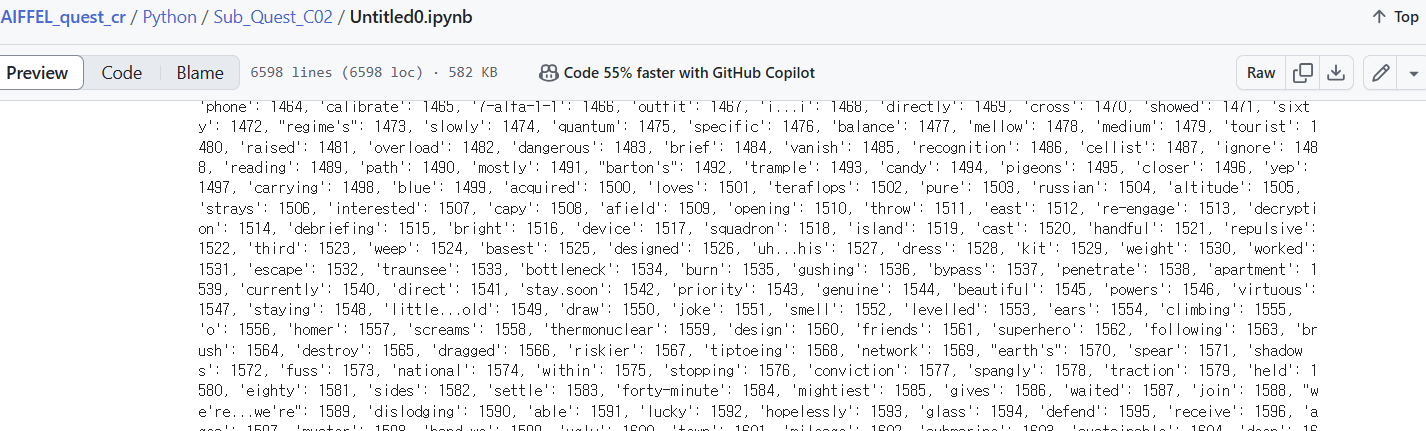 AIFFEL_quest_cr / Python / Sub_Quest_C02 / Untitled0.ipynb
Top
Preview Code Blame 6598 lines (6598 loc) · 582 KB Code 55% faster with GitHub Copilot Raw
'phone': 1464, 'calibrate': 1465, '7-alfa-1-1': 1466, 'outfit': 1467, 'i...i': 1468, 'directly': 1469, 'cross': 1470, 'showed': 1471, 'sixt
y': 1472, "regime's": 1473, 'slowly': 1474, 'quantum': 1475, 'specific': 1476, 'balance': 1477, 'mellow': 1478, 'medium': 1479, 'tourist': 1
480, 'raised': 1481, 'overload': 1482, 'dangerous': 1483, 'brief': 1484, 'vanish': 1485, 'recognition': 1486, 'cellist': 1487, 'ignore': 148
8, 'reading': 1489, 'path': 1490, 'mostly': 1491, "barton's": 1492, 'trample': 1493, 'candy': 1494, 'pigeons': 1495, 'closer': 1496, 'yep':
1497, 'carrying': 1498, 'blue': 1499, 'acquired': 1500, 'loves': 1501, 'teraflops': 1502, 'pure': 1503, 'russian': 1504, 'altitude': 1505,
'strays': 1506, 'interested': 1507, 'capy': 1508, 'afield': 1509, 'opening': 1510, 'throw': 1511, 'east': 1512, 're-engage': 1513, 'decrypti
on': 1514, 'debriefing': 1515, 'bright': 1516, 'device': 1517, 'squadron': 1518, 'island': 1519, 'cast': 1520, 'handful': 1521, 'repulsive':
1522, 'third': 1523, 'weep': 1524, 'basest': 1525, 'designed': 1526, 'uh...his': 1527, 'dress': 1528, 'kit': 1529, 'weight': 1530, 'worked':
1531, 'escape': 1532, 'traunsee': 1533, 'bottleneck': 1534, 'burn': 1535, 'gushing': 1536, 'bypass': 1537, 'penetrate': 1538, 'apartment': 1
539, 'currently': 1540, 'direct': 1541, 'stay.soon': 1542, 'priority': 1543, 'genuine': 1544, 'beautiful': 1545, 'powers': 1546, 'virtuous':
1547, 'staying': 1548, 'little...old': 1549, 'draw': 1550, 'joke': 1551, 'smell': 1552, 'levelled': 1553, 'ears': 1554, 'climbing': 1555,
'o': 1556, 'homer': 1557, 'screams': 1558, 'thermonuclear': 1559, 'design': 1560, 'friends': 1561, 'superhero': 1562, 'following': 1563, 'br
ush': 1564, 'destroy': 1565, 'dragged': 1566, 'riskier': 1567, 'tiptoeing': 1568, 'network': 1569, "earth's": 1570, 'spear': 1571, 'shadow
s': 1572, 'fuss': 1573, 'national': 1574, 'within': 1575, 'stopping': 1576, 'conviction': 1577, 'spangly': 1578, 'traction': 1579, 'held': 1
580, 'eighty': 1581, 'sides': 1582, 'settle': 1583, 'forty-minute': 1584, 'mightiest': 1585, 'gives': 1586, 'waited': 1587, 'join': 1588, "w
e're...we're": 1589, 'dislodging': 1590, 'able': 1591, 'lucky': 1592, 'hopelessly': 1593, 'glass': 1594, 'defend': 1595, 'receive': 1596, 'a